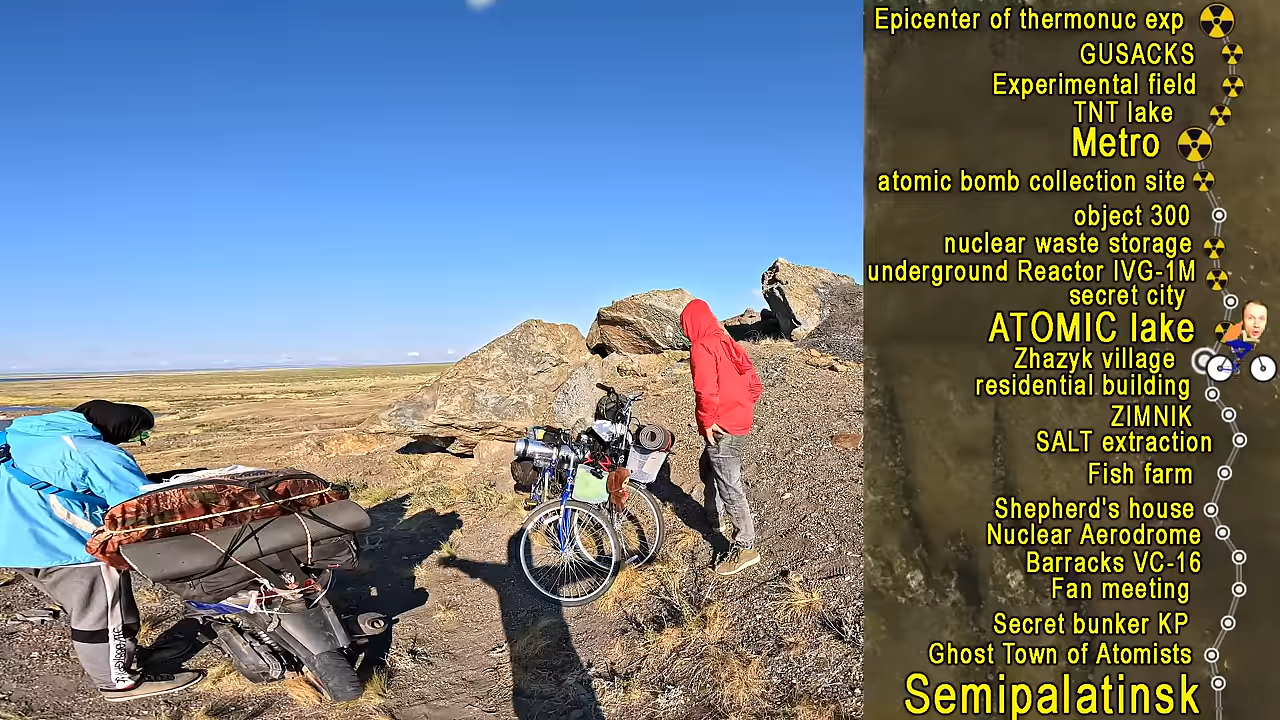 Epicenter of thermonuc exp
GUSACKS
Experimental field
TNT lake
Metro
atomic bomb collection site
object 300
nuclear waste storage
underground Reactor IVG-1M
secret city
ATOMIC lake
Zhazyk village
residential building
ZIMNIK
SALT extraction
Fish farm
Shepherd's house
Nuclear Aerodrome
Barracks VC-16
Fan meeting
Secret bunker KP
Ghost Town of Atomists
Semipalatinsk